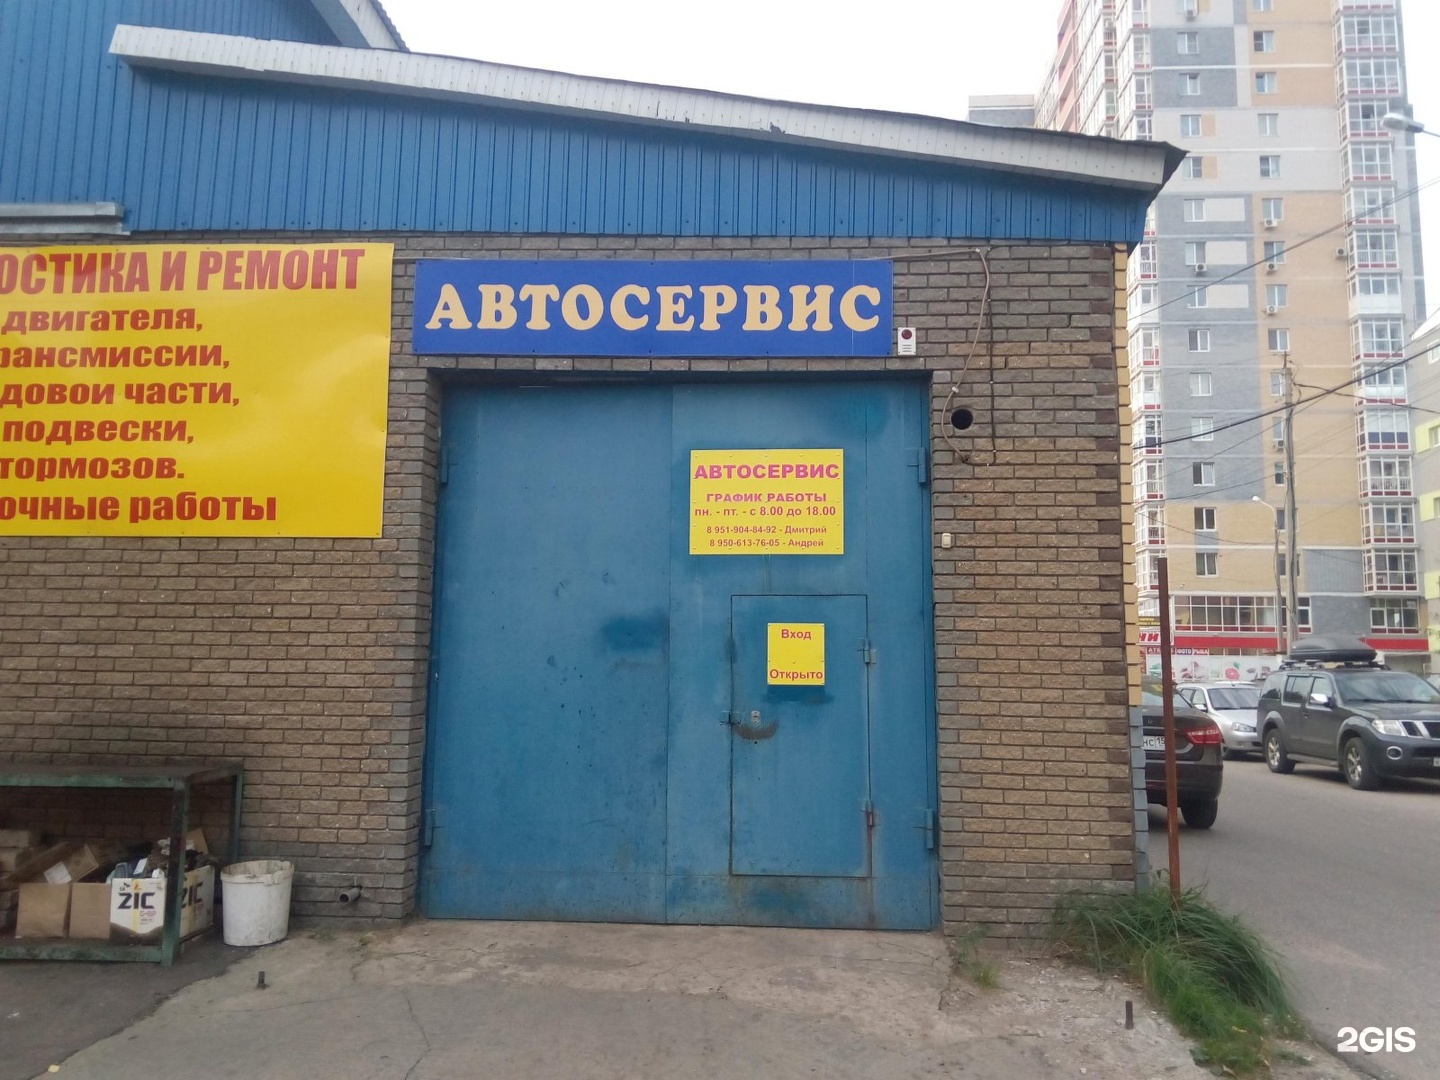 ОСТИКА И РЕМОНТ
двигателя,
рансмиссии,
довои части,
подвески,
тормозов.
очные работы
АВТОСЕРВИС
АВТОСЕРВИС
ГРАФИК РАБОТЫ
пн. - пт. - с 8.00 до 18.00
8 951-904-84-92 - Дмитрий
8 950-613-76-05 - Андрей
Вход
Открыто
ZIC
ZIC
2GIS